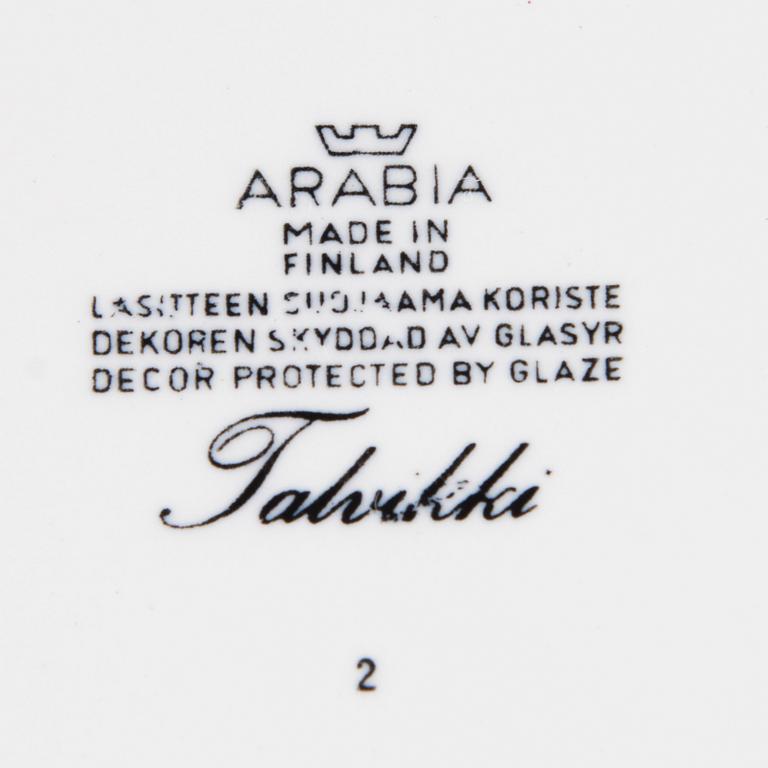 ARABIA
MADE IN
FINLAND
LASITTEEN SUOJAAMA KORISTE
DEKOREN SKYDDAD AV GLASYR
DECOR PROTECTED BY GLAZE
Talvikki
2